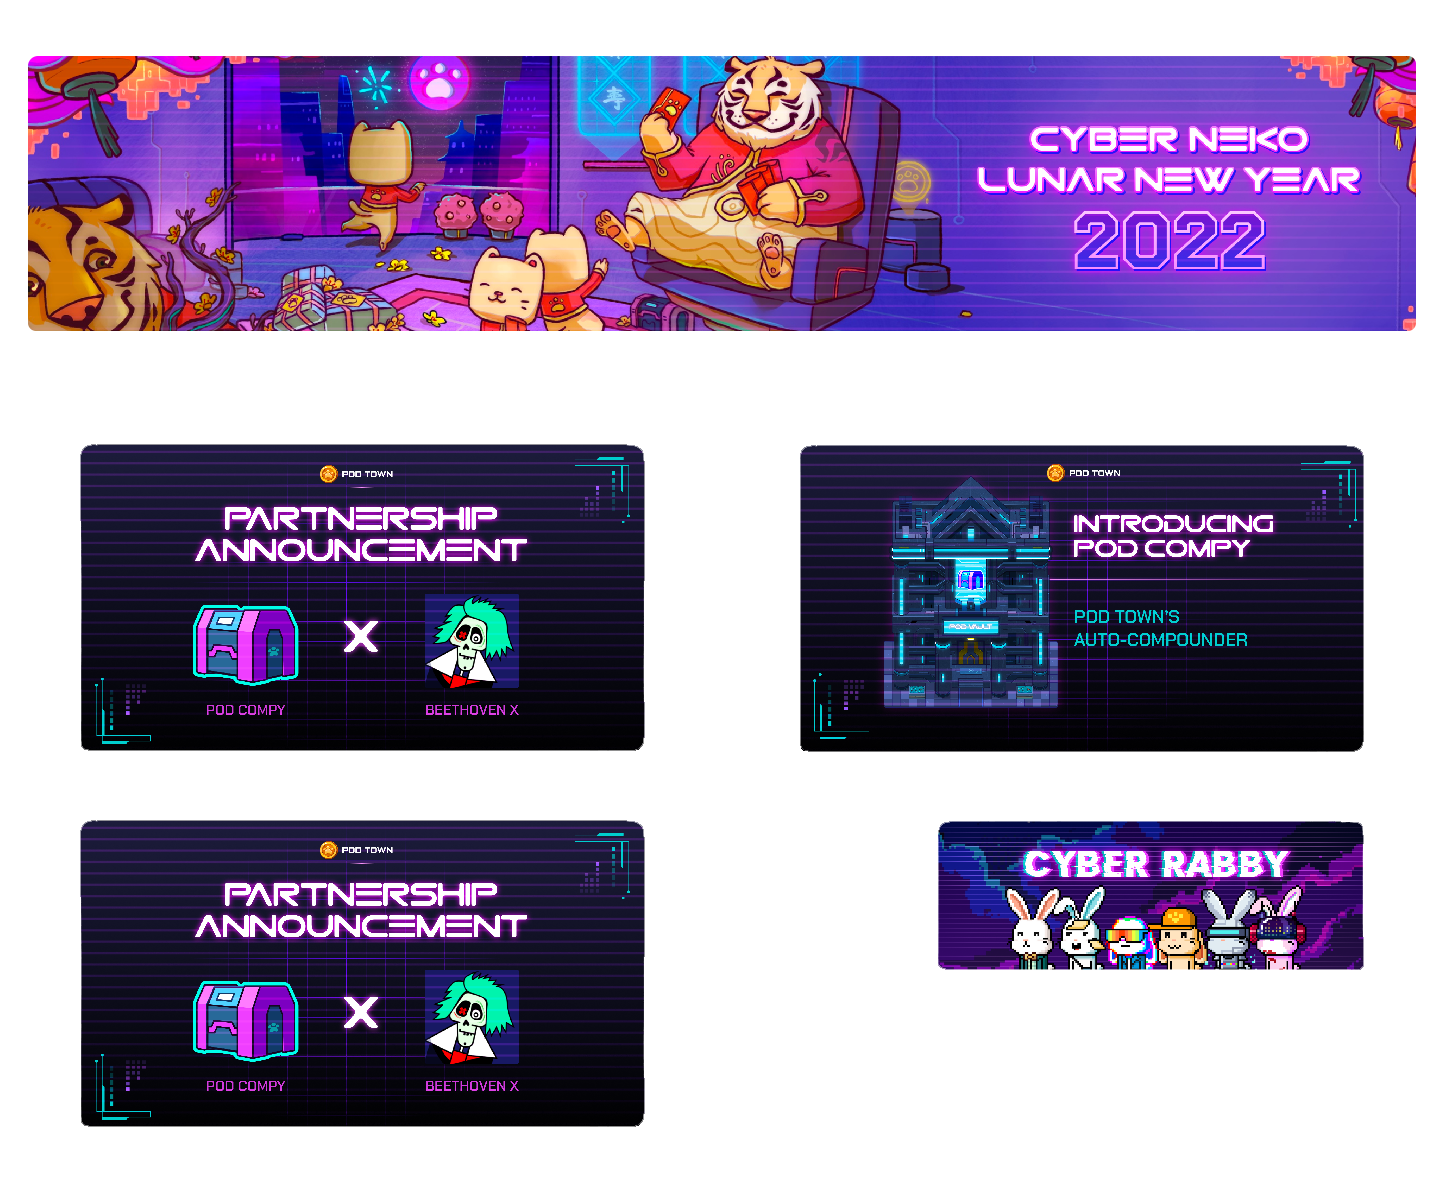 寿
CYBER NEKO
LUNAR NEW YEAR
2022
POD TOWN
PARTNERSHIP
ANNOUNCEMENT
X
POD COMPY
BEETHOVEN X
POD TOWN
INTRODUCING
POD COMPY
POD TOWN'S
AUTO-COMPOUNDER
POD VAULT
POD TOWN
PARTNERSHIP
ANNOUNCEMENT
X
POD COMPY
BEETHOVEN X
CYBER RABBY